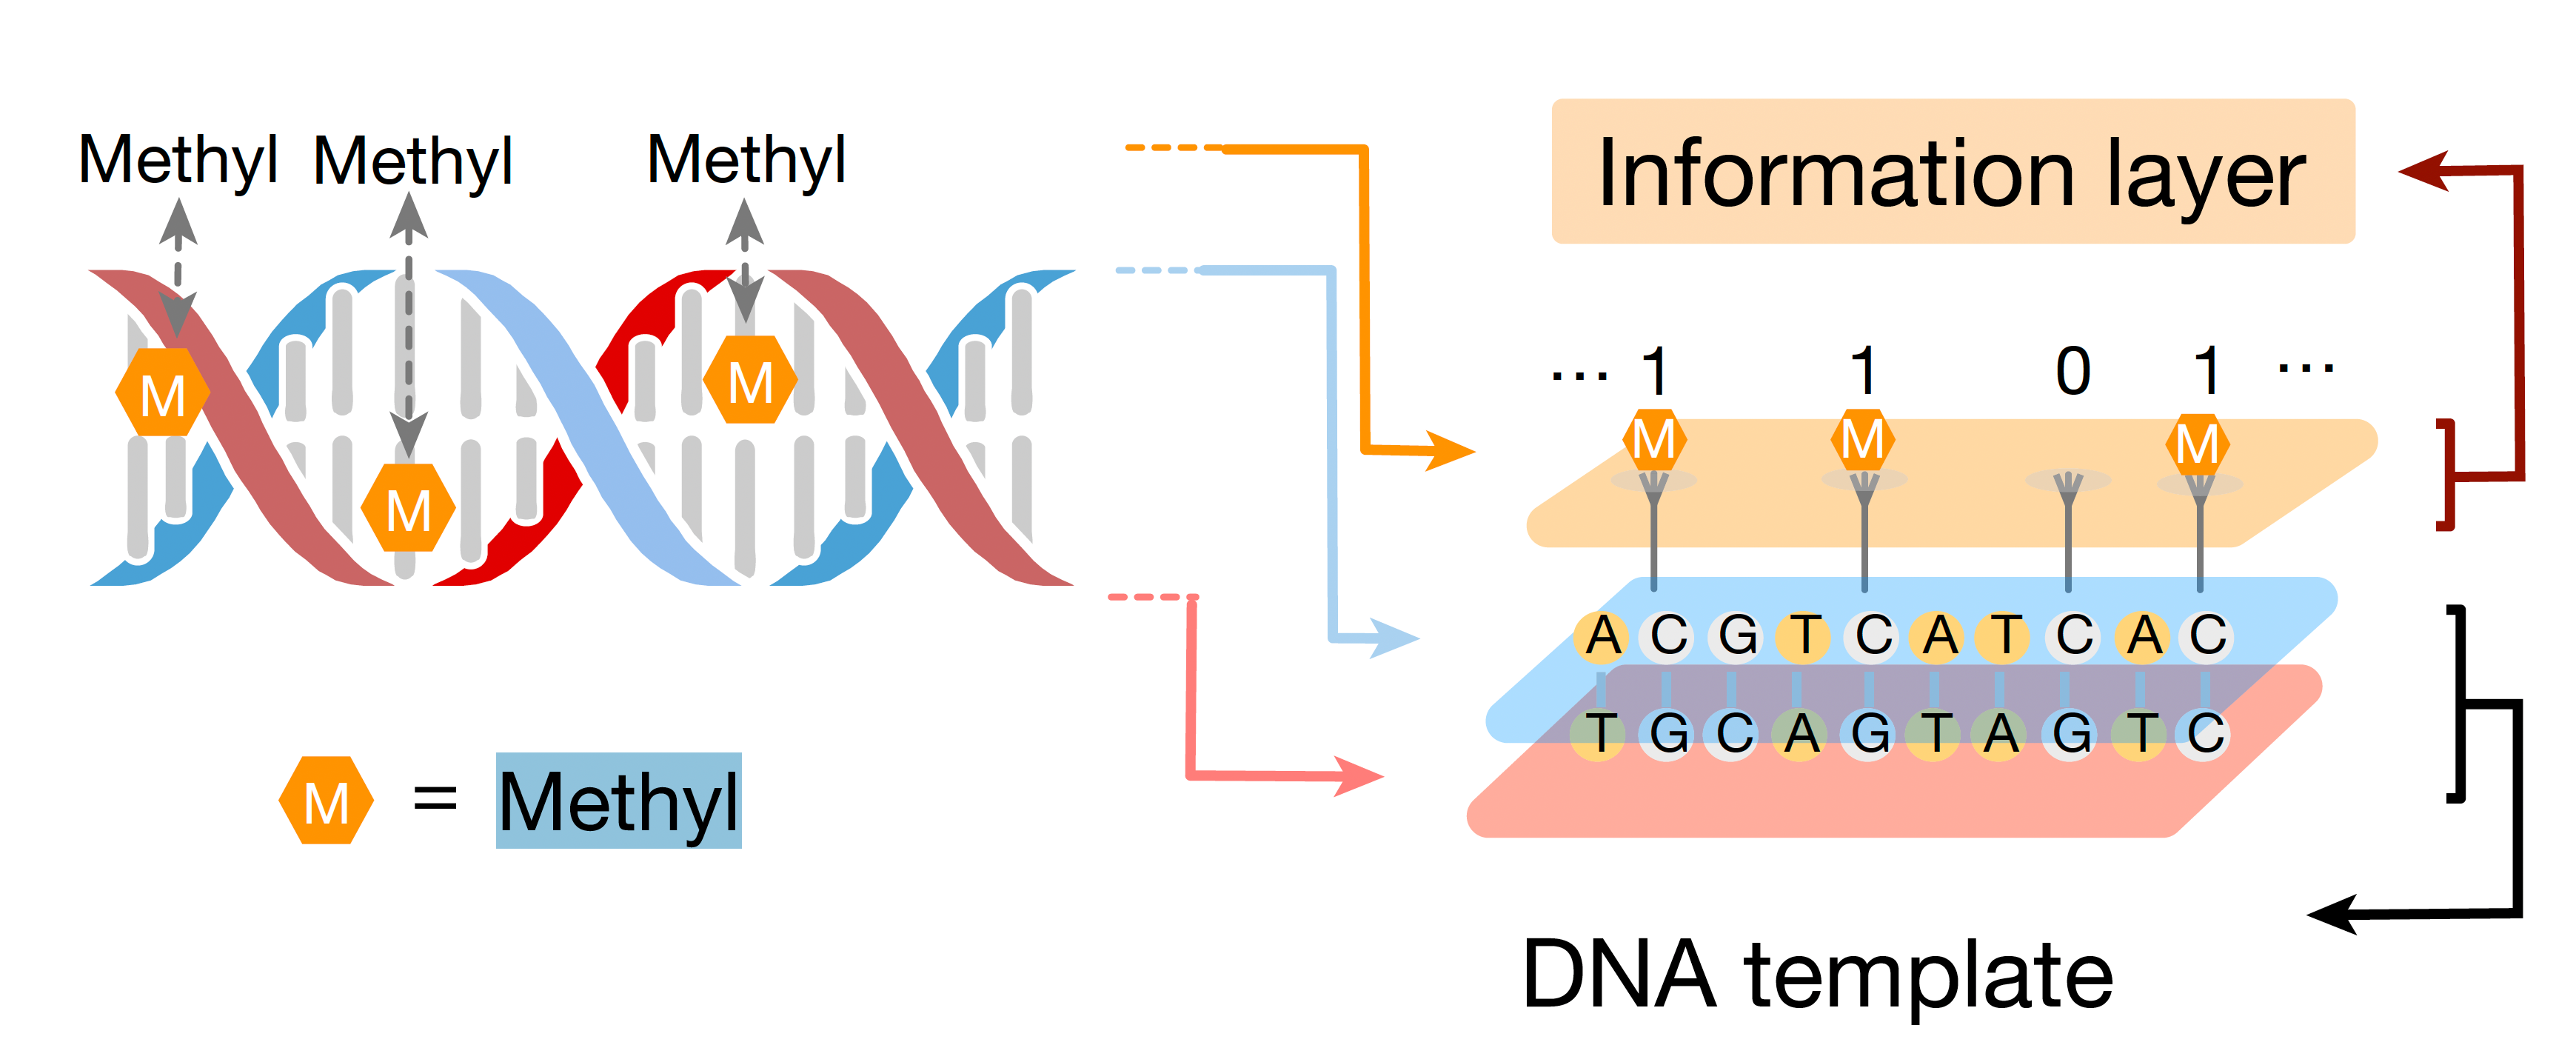 Methyl Methyl Methyl
M
M
M
M = Methyl
Information layer
... 1 1 0 1 ...
M M M
A C G T C A T C A C
T G C A G T A G T C
DNA template